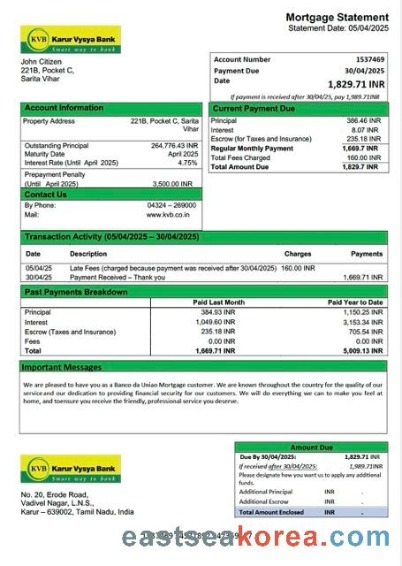 Mortgage Statement
Statement Date: 05/04/2025
KVB Karur Vysya Bank
Smart way to bank
John Citizen
221B, Pocket C,
Sarita Vihar
Account Number 1537469
Payment Due 30/04/2025
Date
1,829.71 INR
if payment is received after 30/04/25, pay 1,989.71INR
Account Information
Property Address 221B, Pocket C, Sarita
Vihar
Outstanding Principal 264,776.43 INR
Maturity Date April 2025
Interest Rate (Until April 2025) 4.75%
Prepayment Penalty
(Until April 2025) 3,500.00 INR
Contact Us
By Phone: 04324 – 269000
Mail: www.kvb.co.in
Current Payment Due
Principal 386.46 INR
Interest 8.07 INR
Escrow (for Taxes and Insurance) 235.18 INR
Regular Monthly Payment 1,669.7 INR
Total Fees Charged 160.00 INR
Total Amount Due 1,829.7 INR
Transaction Activity (05/04/2025 – 30/04/2025)
Date Description Charges Payments
05/04/25 Late Fees (charged because payment was received after 30/04/2025) 160.00 INR
30/04/25 Payment Received – Thank you 1,669.71 INR
Past Payments Breakdown
Paid Last Month Paid Year to Date
Principal 384.93 INR 1,150.25 INR
Interest 1,049.60 INR 3,153.34 INR
Escrow (Taxes and Insurance) 235.18 INR 705.54 INR
Fees 0.00 INR 0.00 INR
Total 1,669.71 INR 5,009.13 INR
Important Messages
We are pleased to have you as a Banco da Uniao Mortgage customer. We are known throughout the country for the quality of our
service and our dedication to providing financial security for our customers. We will do everything we can to make you feel at
home, and toensure you receive the friendly, professional service you deserve.
KVB Karur Vysya Bank
Smart way to bank
No. 20, Erode Road,
Vadivel Nagar, L.N.S.,
Karur – 639002, Tamil Nadu, India
Amount Due
Due By 30/04/2025: 1,829.71 INR
if received after 30/04/2025: 1,989.71INR
Please designate how you want us to apply any additional
funds.
Additional Principal INR -
Additional Escrow INR -
Total Amount Enclosed INR -
eastseakorea.com